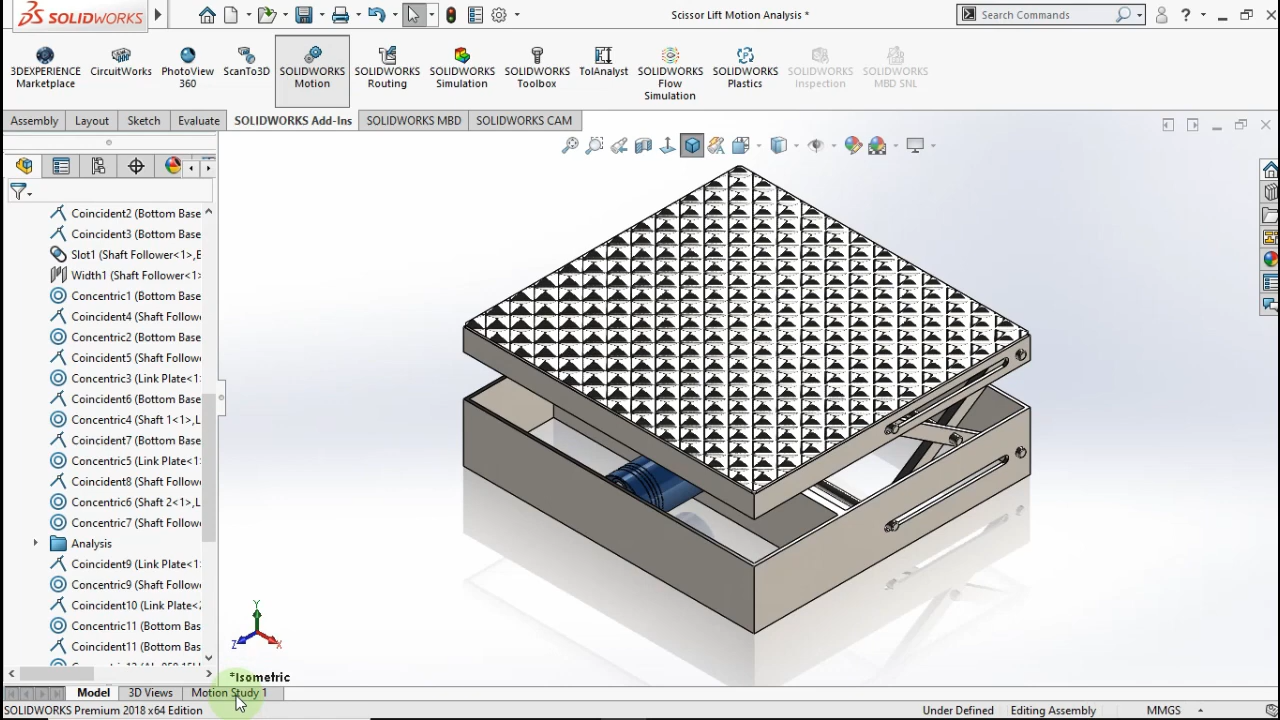 SOLIDWORKS
Scissor Lift Motion Analysis *
Search Commands
?
3DEXPERIENCE Marketplace
CircuitWorks
PhotoView 360
ScanTo3D
SOLIDWORKS Motion
SOLIDWORKS Routing
SOLIDWORKS Simulation
SOLIDWORKS Toolbox
TolAnalyst
SOLIDWORKS Flow Simulation
SOLIDWORKS Plastics
SOLIDWORKS Inspection
SOLIDWORKS MBD SNL
Assembly
Layout
Sketch
Evaluate
SOLIDWORKS Add-Ins
SOLIDWORKS MBD
SOLIDWORKS CAM
Coincident2 (Bottom Base
Coincident3 (Bottom Base
Slot1 (Shaft Follower<1>,E
Width1 (Shaft Follower<1>
Concentric1 (Bottom Base
Coincident4 (Shaft Followe
Concentric2 (Bottom Base
Coincident5 (Shaft Followe
Concentric3 (Link Plate<1>
Coincident6 (Bottom Base
Concentric4 (Shaft 1<1>,L
Coincident7 (Bottom Base
Concentric5 (Link Plate<1>
Coincident8 (Shaft Followe
Concentric6 (Shaft 2<1>,L
Concentric7 (Shaft Followe
Analysis
Coincident9 (Link Plate<1>
Concentric9 (Shaft Followe
Coincident10 (Link Plate<2
Concentric11 (Bottom Bas
Coincident11 (Bottom Bas
Y
Z
X
*Isometric
Model
3D Views
Motion Study 1
SOLIDWORKS Premium 2018 x64 Edition
Under Defined
Editing Assembly
MMGS